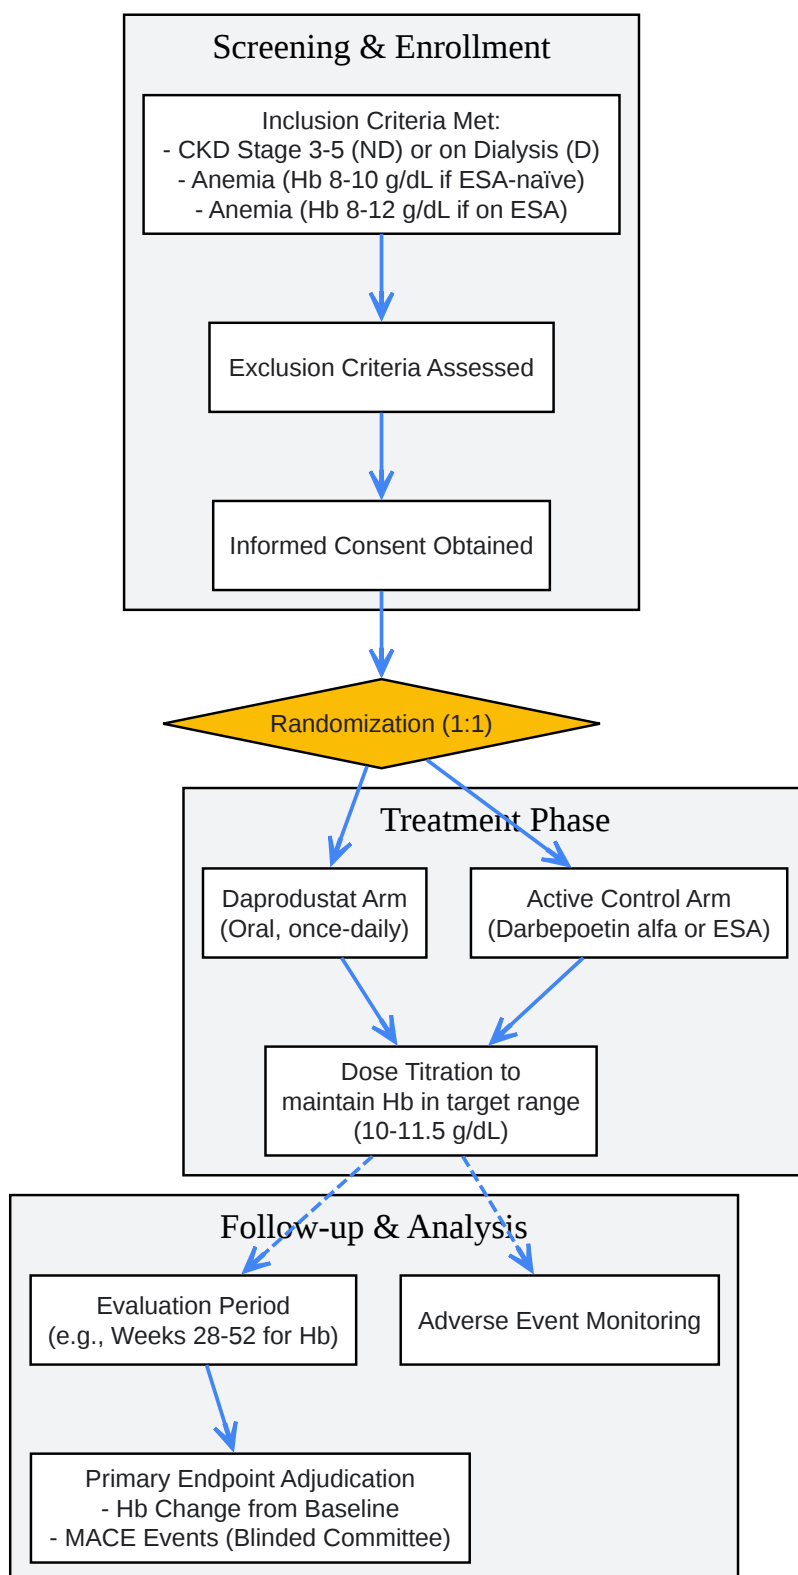 Screening & Enrollment
Inclusion Criteria Met:
- CKD Stage 3-5 (ND) or on Dialysis (D)
- Anemia (Hb 8-10 g/dL if ESA-naïve)
- Anemia (Hb 8-12 g/dL if on ESA)
Exclusion Criteria Assessed
Informed Consent Obtained
Randomization (1:1)
Treatment Phase
Daprodustat Arm
(Oral, once-daily)
Active Control Arm
(Darbepoetin alfa or ESA)
Dose Titration to
maintain Hb in target range
(10-11.5 g/dL)
Follow-up & Analysis
Evaluation Period
(e.g., Weeks 28-52 for Hb)
Adverse Event Monitoring
Primary Endpoint Adjudication
- Hb Change from Baseline
- MACE Events (Blinded Committee)